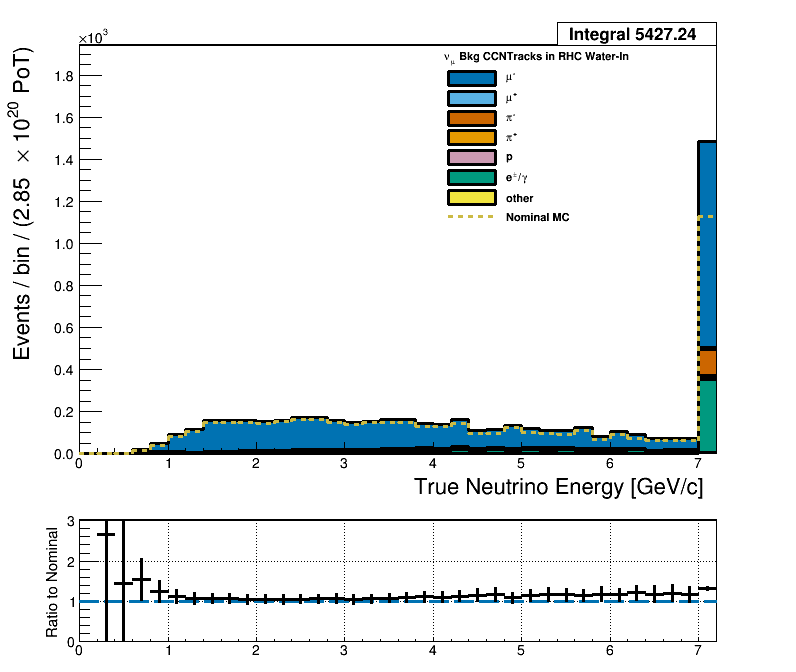 Integral 5427.24
×10³
Events / bin / (2.85 × 10²⁰ PoT)
1.8
1.6
1.4
1.2
1.0
0.8
0.6
0.4
0.2
0.0
ν_μ Bkg CCNTracks in RHC Water-In
μ⁻
μ⁺
π⁻
π⁺
p
e^±/γ
other
Nominal MC
0 1 2 3 4 5 6 7
True Neutrino Energy [GeV/c]
Ratio to Nominal
3
2
1
0
0 1 2 3 4 5 6 7